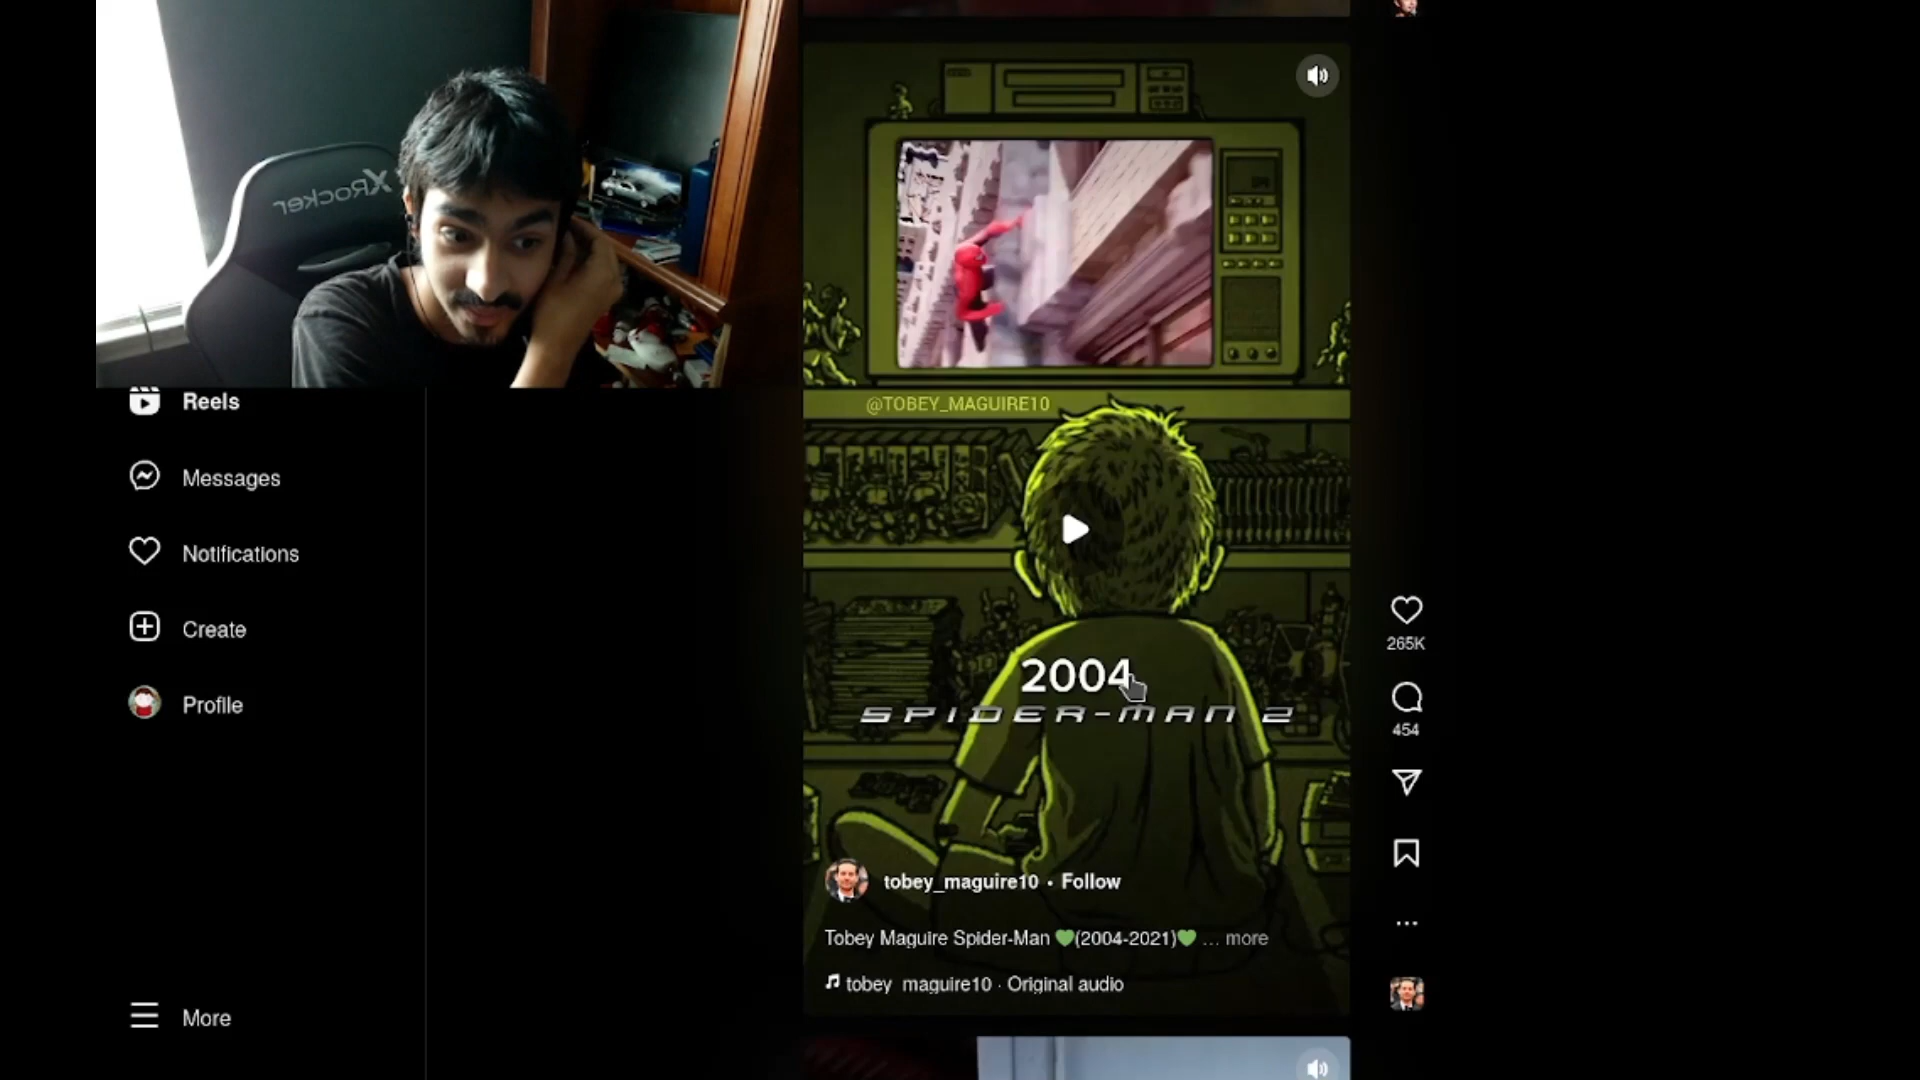 XRocker
@TOBEY_MAGUIRE10
Reels
Messages
Notifications
Create
Profile
More
2004
SPIDER-MAN 2
265K
454
tobey_maguire10 • Follow
Tobey Maguire Spider-Man 💚(2004-2021)💚 ... more
tobey_maguire10 · Original audio